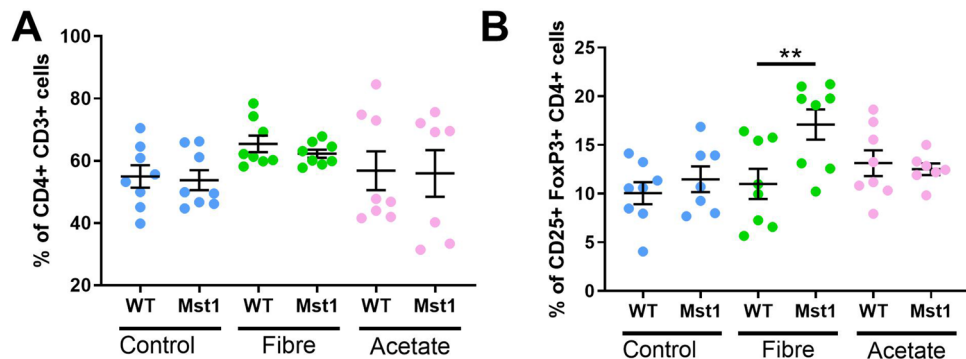 A
% of CD4+ CD3+ cells
100
80
60
40
20
WT Mst1 WT Mst1 WT Mst1
Control Fibre Acetate
B
% of CD25+ FoxP3+ CD4+ cells
25
20
15
10
5
0
**
WT Mst1 WT Mst1 WT Mst1
Control Fibre Acetate